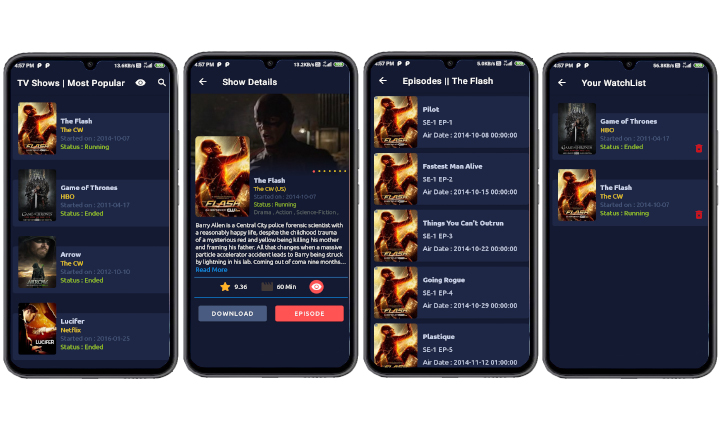 4:57 PM P P 13.6KB/s
TV Shows | Most Popular
The Flash
The CW
Started on : 2014-10-07
Status : Running
Game of Thrones
HBO
Started on : 2011-04-17
Status : Ended
Arrow
The CW
Started on : 2012-10-10
Status : Ended
LUCIFER
Lucifer
Netflix
Started on : 2016-01-25
Status : Ended
4:57 PM P P 13.2KB/s
Show Details
FLASH
The Flash
The CW (US)
Started on : 2014-10-07
Status : Running
Drama , Action , Science-Fiction ,
Barry Allen is a Central City police forensic scientist with
a reasonably happy life, despite the childhood trauma
of a mysterious red and yellow being killing his mother
and framing his father. All that changes when a massive
particle accelerator accident leads to Barry being struck
by lightning in his lab. Coming out of coma nine months...
Read More
9.36
60 Min
DOWNLOAD
EPISODE
4:57 PM P P 5.0KB/s
Episodes || The Flash
Pilot
SE-1 EP-1
Air Date : 2014-10-08 00:00:00
Fastest Man Alive
SE-1 EP-2
Air Date : 2014-10-15 00:00:00
Things You Can't Outrun
SE-1 EP-3
Air Date : 2014-10-22 00:00:00
Going Rogue
SE-1 EP-4
Air Date : 2014-10-29 00:00:00
Plastique
SE-1 EP-5
Air Date : 2014-11-12 01:00:00
4:57 PM P P 56.8KB/s
Your WatchList
Game of Thrones
HBO
Started on : 2011-04-17
Status : Ended
The Flash
The CW
Started on : 2014-10-07
Status : Running